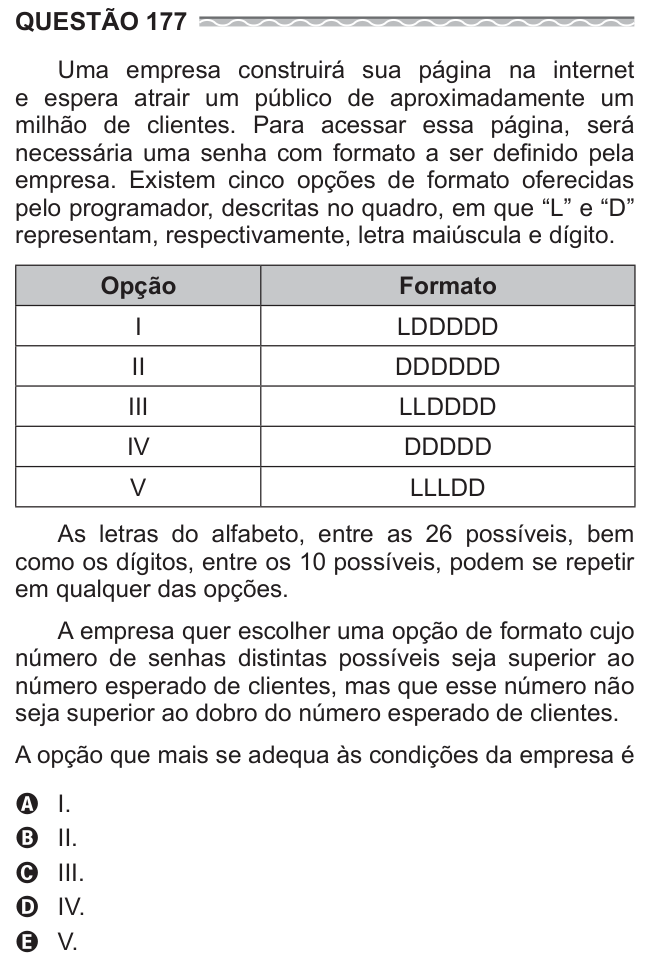 QUESTÃO 177
Uma empresa construirá sua página na internet
e espera atrair um público de aproximadamente um
milhão de clientes. Para acessar essa página, será
necessária uma senha com formato a ser definido pela
empresa. Existem cinco opções de formato oferecidas
pelo programador, descritas no quadro, em que “L” e “D”
representam, respectivamente, letra maiúscula e dígito.
Opção Formato
I LDDDDD
II DDDDDD
III LLDDDD
IV DDDDD
V LLLDD
As letras do alfabeto, entre as 26 possíveis, bem
como os dígitos, entre os 10 possíveis, podem se repetir
em qualquer das opções.
A empresa quer escolher uma opção de formato cujo
número de senhas distintas possíveis seja superior ao
número esperado de clientes, mas que esse número não
seja superior ao dobro do número esperado de clientes.
A opção que mais se adequa às condições da empresa é
A I.
B II.
C III.
D IV.
E V.